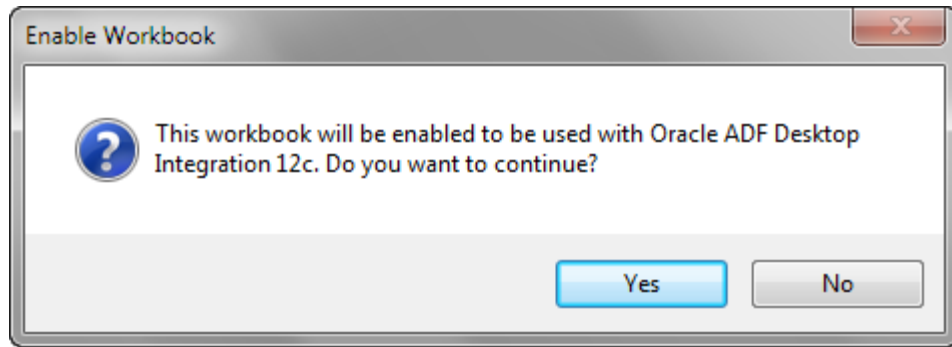 Enable Workbook
This workbook will be enabled to be used with Oracle ADF Desktop
Integration 12c. Do you want to continue?
Yes No